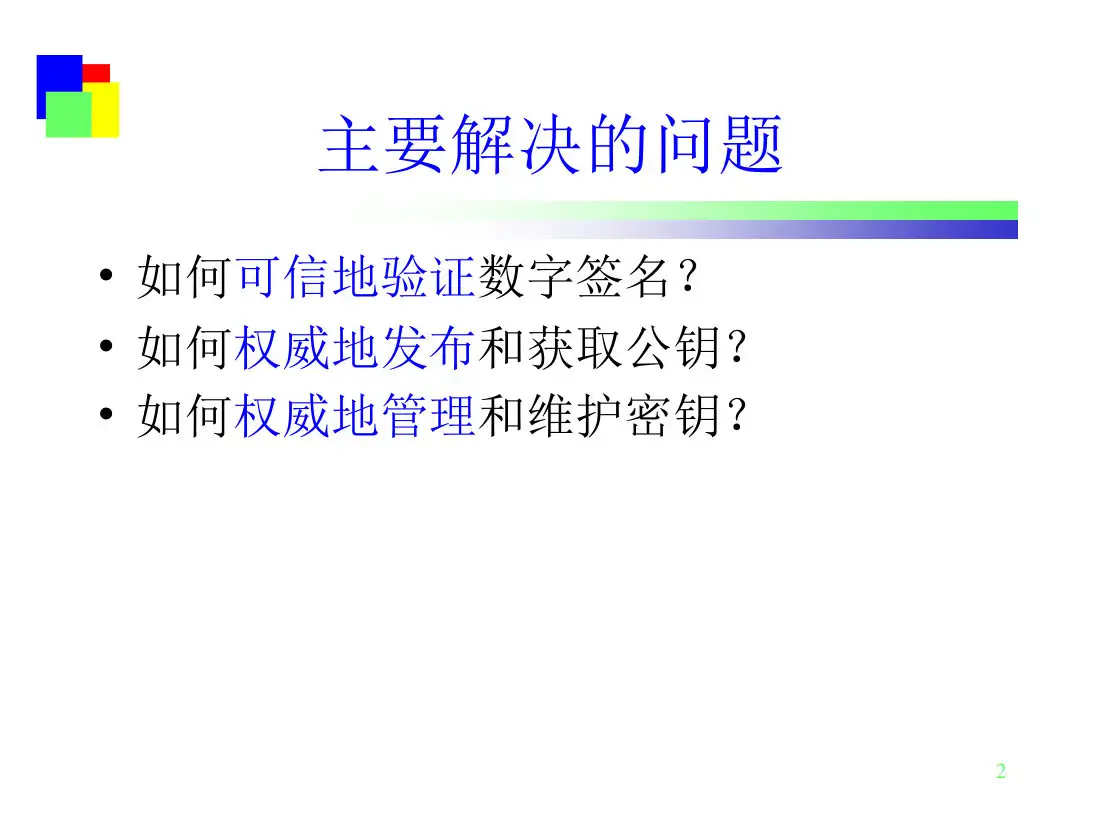 主要解决的问题
• 如何可信地验证数字签名？
• 如何权威地发布和获取公钥？
• 如何权威地管理和维护密钥？
2